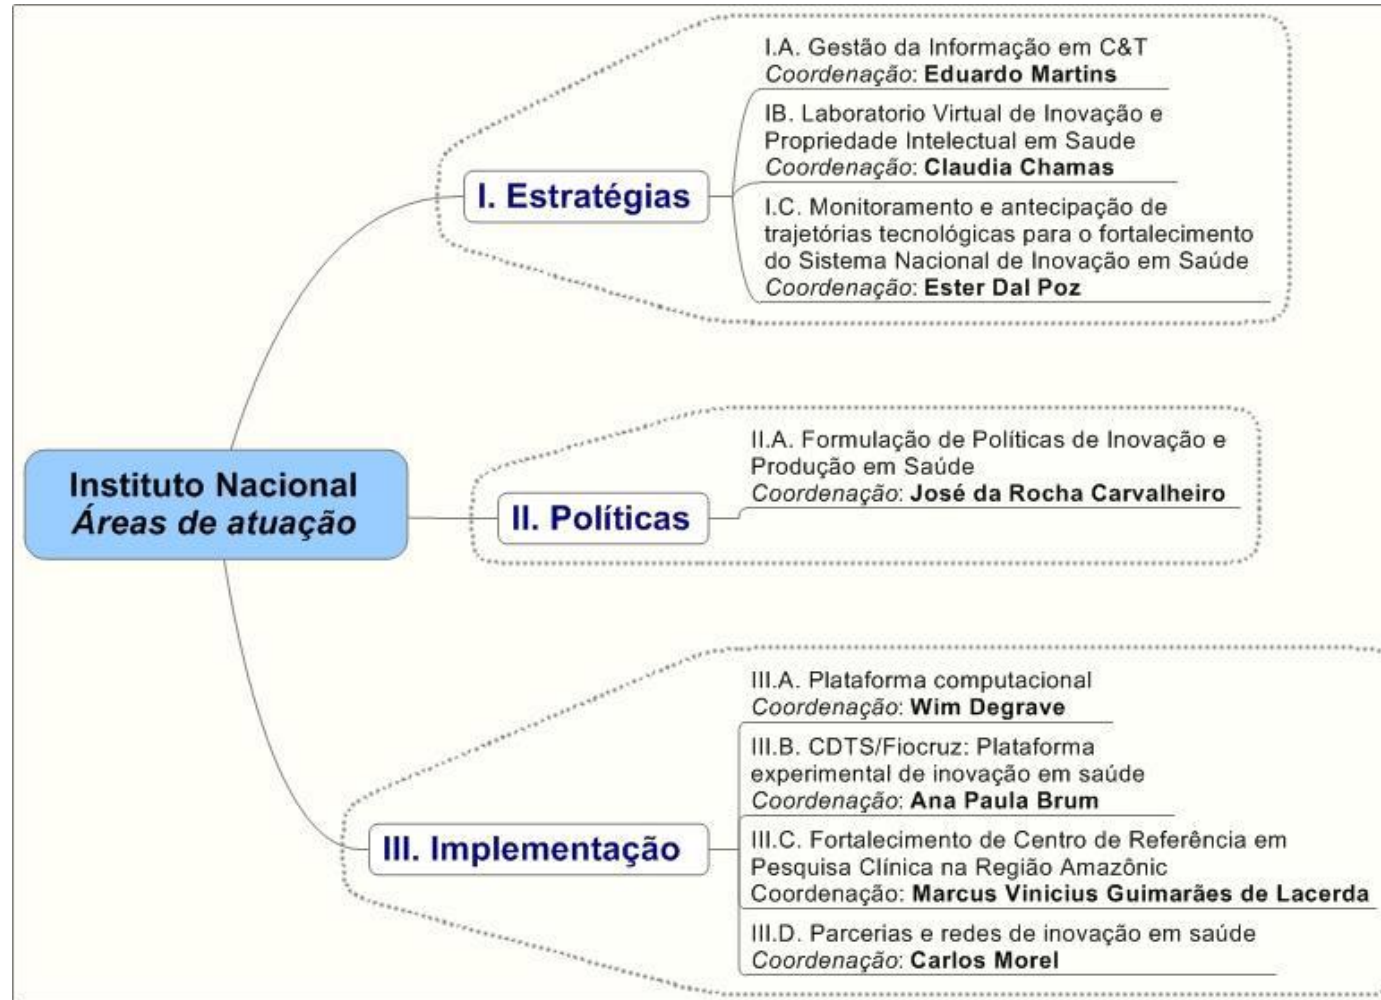 I.A. Gestão da Informação em C&T
Coordenação: Eduardo Martins
IB. Laboratorio Virtual de Inovação e
Propriedade Intelectual em Saude
Coordenação: Claudia Chamas
I. Estratégias
I.C. Monitoramento e antecipação de
trajetórias tecnológicas para o fortalecimento
do Sistema Nacional de Inovação em Saúde
Coordenação: Ester Dal Poz
Instituto Nacional
Áreas de atuação
II. Políticas
II.A. Formulação de Políticas de Inovação e
Produção em Saúde
Coordenação: José da Rocha Carvalheiro
III. Implementação
III.A. Plataforma computacional
Coordenação: Wim Degrave
III.B. CDTS/Fiocruz: Plataforma
experimental de inovação em saúde
Coordenação: Ana Paula Brum
III.C. Fortalecimento de Centro de Referência em
Pesquisa Clínica na Região Amazônic
Coordenação: Marcus Vinicius Guimarães de Lacerda
III.D. Parcerias e redes de inovação em saúde
Coordenação: Carlos Morel